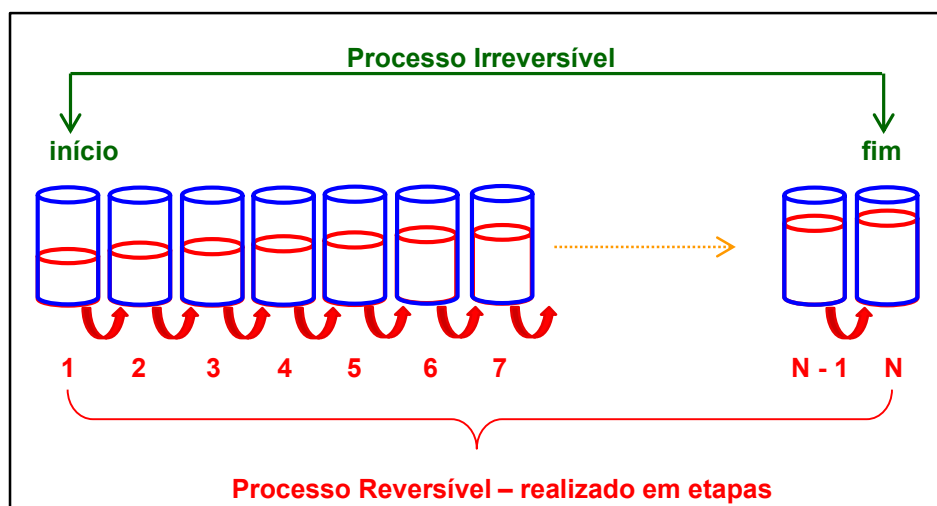 Processo Irreversível
início
fim
1 2 3 4 5 6 7 N - 1 N
Processo Reversível – realizado em etapas